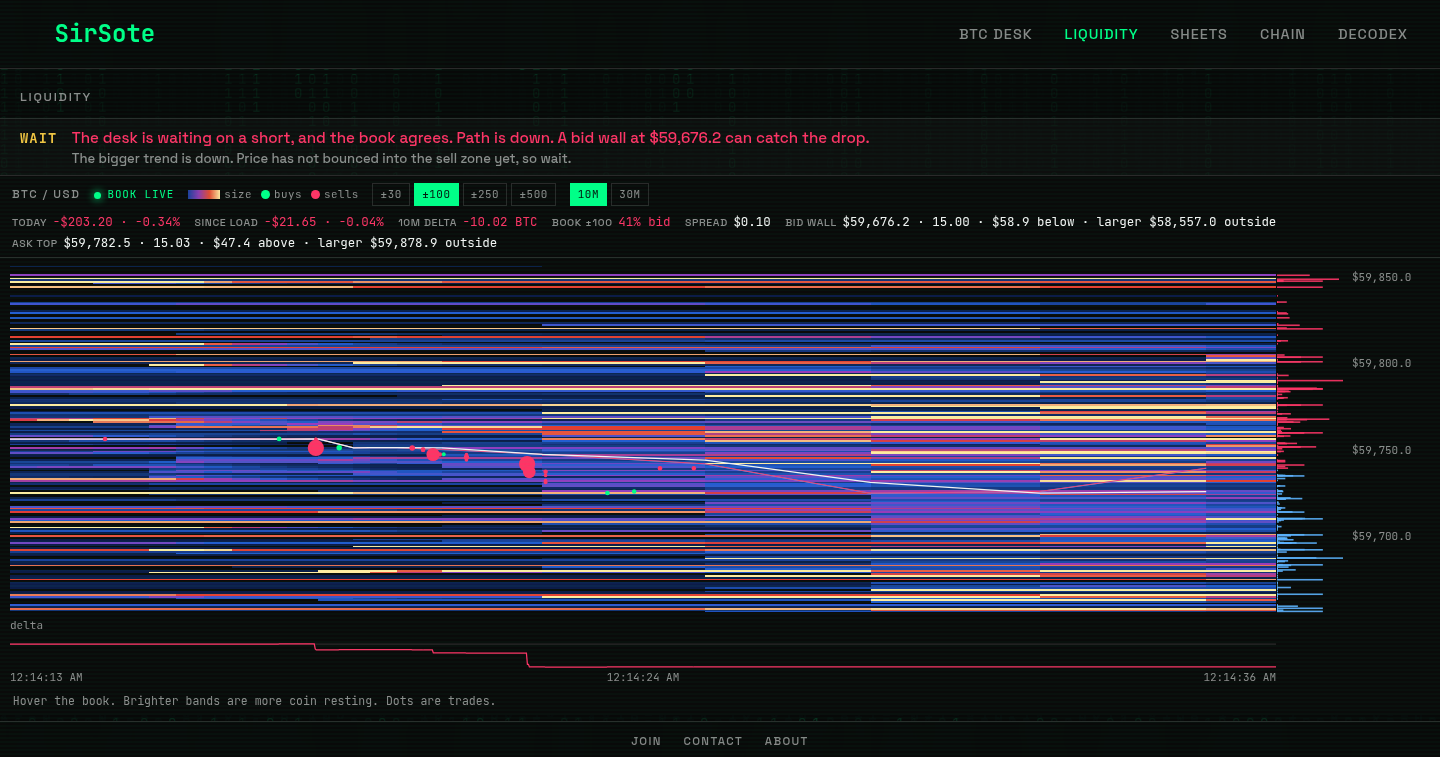 SirSote
BTC DESK LIQUIDITY SHEETS CHAIN DECODEX
LIQUIDITY
WAIT The desk is waiting on a short, and the book agrees. Path is down. A bid wall at $59,676.2 can catch the drop.
The bigger trend is down. Price has not bounced into the sell zone yet, so wait.
BTC / USD BOOK LIVE size buys sells ±30 ±100 ±250 ±500 10M 30M
TODAY -$203.20 · -0.34% SINCE LOAD -$21.65 · -0.04% 10M DELTA -10.02 BTC BOOK ±100 41% bid SPREAD $0.10 BID WALL $59,676.2 · 15.00 · $58.9 below · larger $58,557.0 outside
ASK TOP $59,782.5 · 15.03 · $47.4 above · larger $59,878.9 outside
$59,850.0
$59,800.0
$59,750.0
$59,700.0
delta
12:14:13 AM 12:14:24 AM 12:14:36 AM
Hover the book. Brighter bands are more coin resting. Dots are trades.
JOIN CONTACT ABOUT